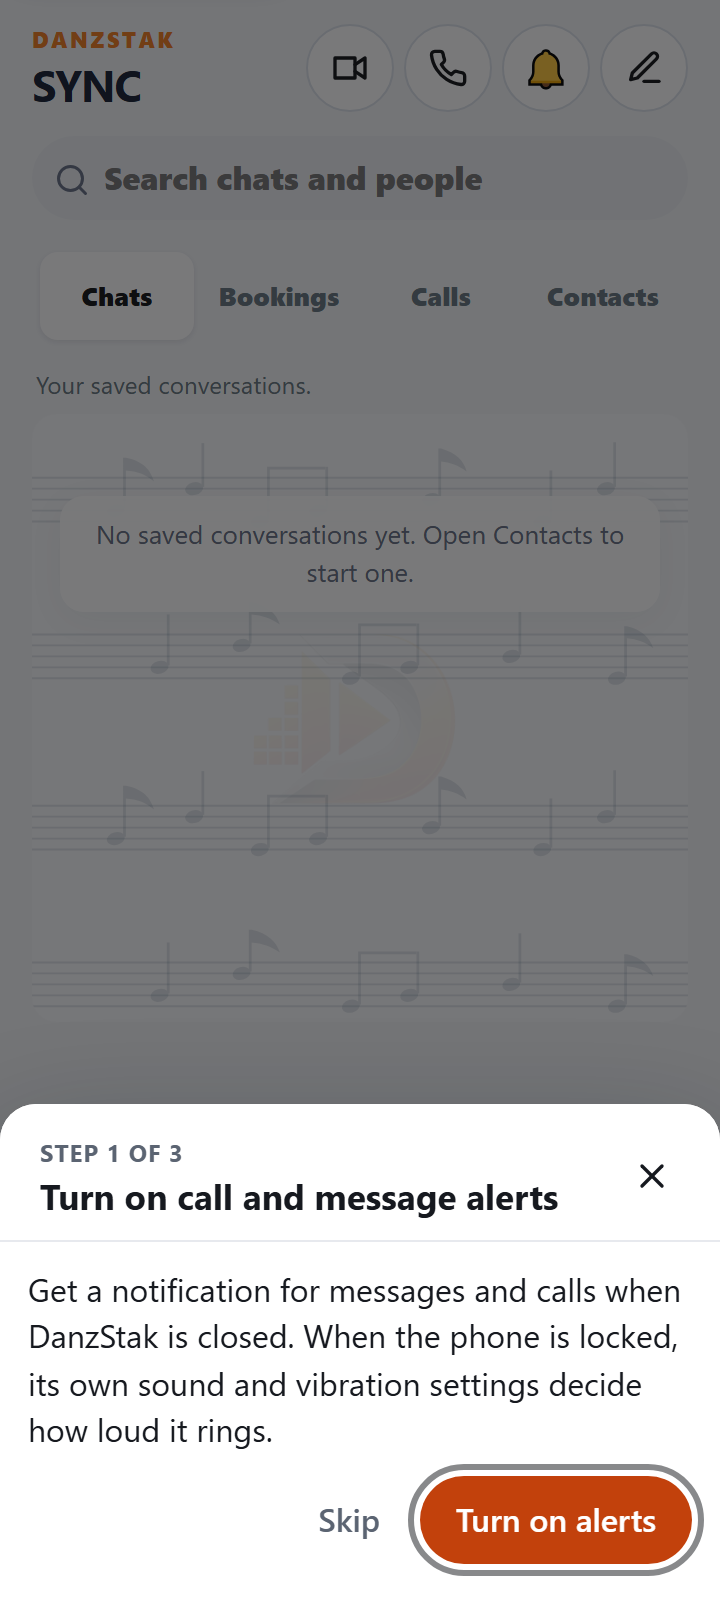 DANZSTAK
SYNC
Search chats and people
Chats
Bookings
Calls
Contacts
Your saved conversations.
No saved conversations yet. Open Contacts to
start one.
STEP 1 OF 3
Turn on call and message alerts
Get a notification for messages and calls when
DanzStak is closed. When the phone is locked,
its own sound and vibration settings decide
how loud it rings.
Skip
Turn on alerts